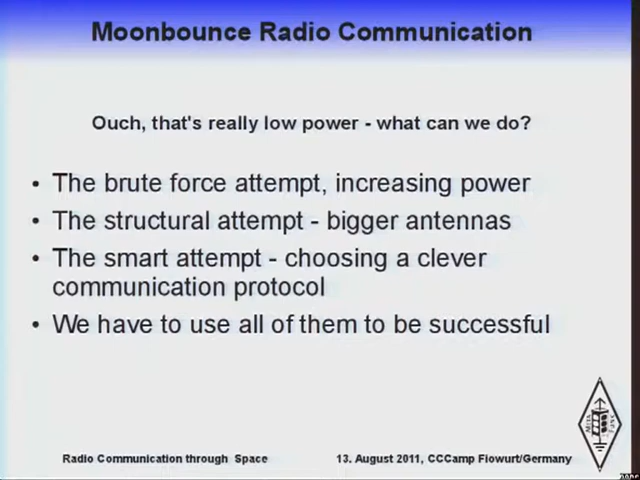 Moonbounce Radio Communication
Ouch, that's really low power - what can we do?
• The brute force attempt, increasing power
• The structural attempt - bigger antennas
• The smart attempt - choosing a clever
communication protocol
• We have to use all of them to be successful
Radio Communication through Space
13. August 2011, CCCamp Flowurt/Germany